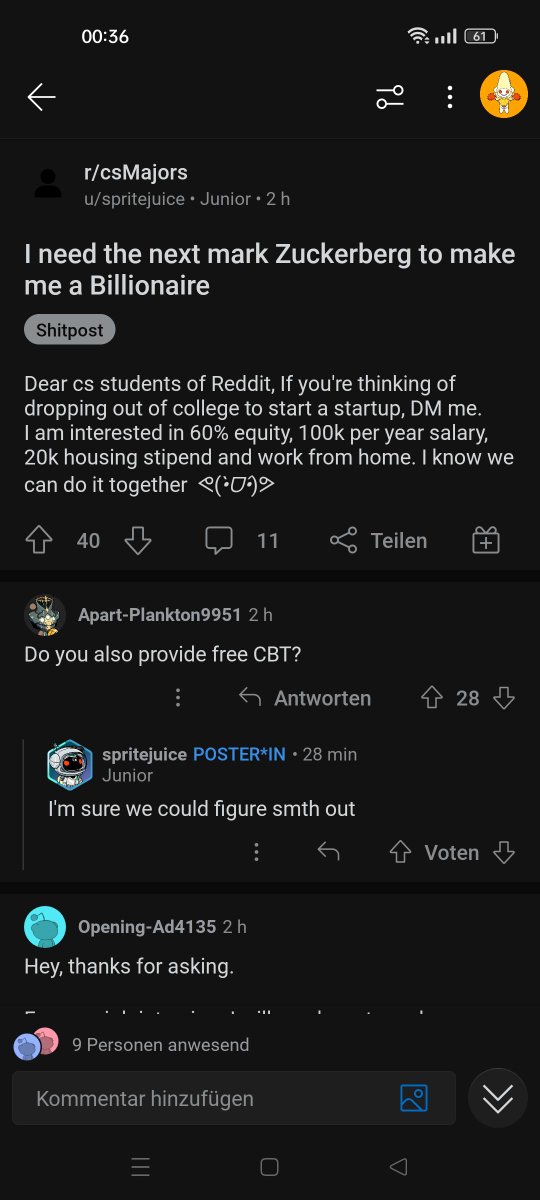 00:36
61
r/csMajors
u/spritejuice • Junior • 2 h
I need the next mark Zuckerberg to make
me a Billionaire
Shitpost
Dear cs students of Reddit, If you're thinking of
dropping out of college to start a startup, DM me.
I am interested in 60% equity, 100k per year salary,
20k housing stipend and work from home. I know we
can do it together ᕙ(`▿´)ᕗ
40
11
Teilen
Apart-Plankton9951 2 h
Do you also provide free CBT?
Antworten
28
spritejuice POSTER*IN • 28 min
Junior
I'm sure we could figure smth out
Voten
Opening-Ad4135 2 h
Hey, thanks for asking.
9 Personen anwesend
Kommentar hinzufügen